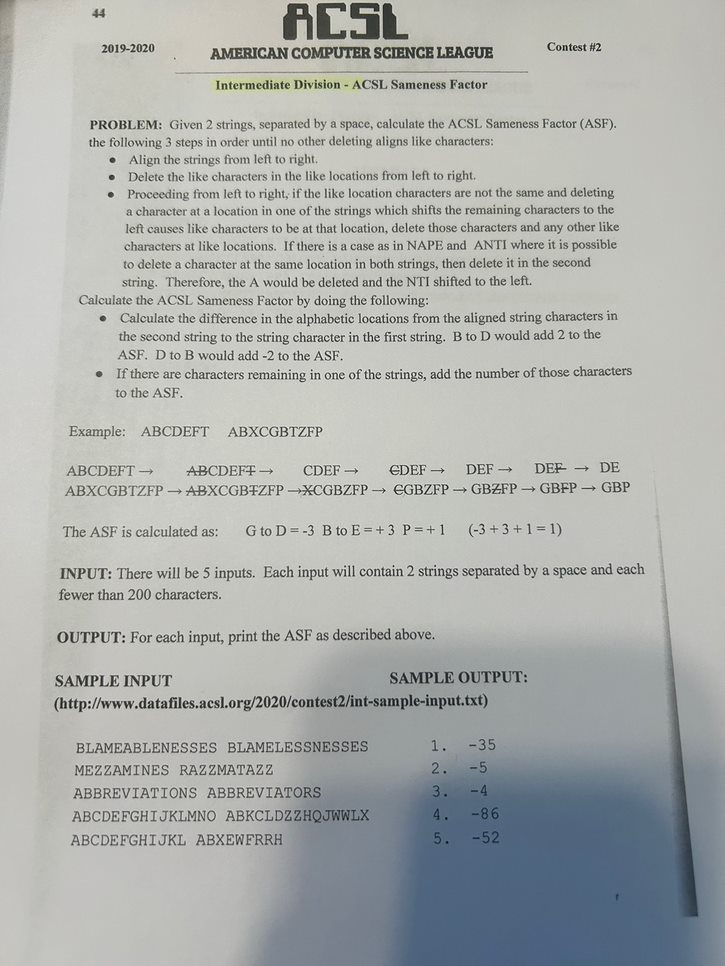 44
ACSL
2019-2020
AMERICAN COMPUTER SCIENCE LEAGUE
Contest #2
Intermediate Division - ACSL Sameness Factor
PROBLEM: Given 2 strings, separated by a space, calculate the ACSL Sameness Factor (ASF).
the following 3 steps in order until no other deleting aligns like characters:
• Align the strings from left to right.
• Delete the like characters in the like locations from left to right.
• Proceeding from left to right, if the like location characters are not the same and deleting
a character at a location in one of the strings which shifts the remaining characters to the
left causes like characters to be at that location, delete those characters and any other like
characters at like locations. If there is a case as in NAPE and ANTI where it is possible
to delete a character at the same location in both strings, then delete it in the second
string. Therefore, the A would be deleted and the NTI shifted to the left.
Calculate the ACSL Sameness Factor by doing the following:
• Calculate the difference in the alphabetic locations from the aligned string characters in
the second string to the string character in the first string. B to D would add 2 to the
ASF. D to B would add -2 to the ASF.
• If there are characters remaining in one of the strings, add the number of those characters
to the ASF.
Example: ABCDEFT ABXCGBTZFP
ABCDEFT → ABCDEFT → CDEF → CDEF → DEF → DEF → DE
ABXCGBTZFP → ABXCGBTZFP → XCGBZFP → CGBZFP → GBZFP → GBFP → GBP
The ASF is calculated as: G to D = -3 B to E = + 3 P = + 1 (-3 + 3 + 1 = 1)
INPUT: There will be 5 inputs. Each input will contain 2 strings separated by a space and each
fewer than 200 characters.
OUTPUT: For each input, print the ASF as described above.
SAMPLE INPUT SAMPLE OUTPUT:
(http://www.datafiles.acsl.org/2020/contest2/int-sample-input.txt)
BLAMEABLENESSES BLAMELESSNESSES 1. -35
MEZZAMINES RAZZMATAZZ 2. -5
ABBREVIATIONS ABBREVIATORS 3. -4
ABCDEFGHIJKLMNO ABKCLDZZHQJWWLX 4. -86
ABCDEFGHIJKL ABXEWFRRH 5. -52